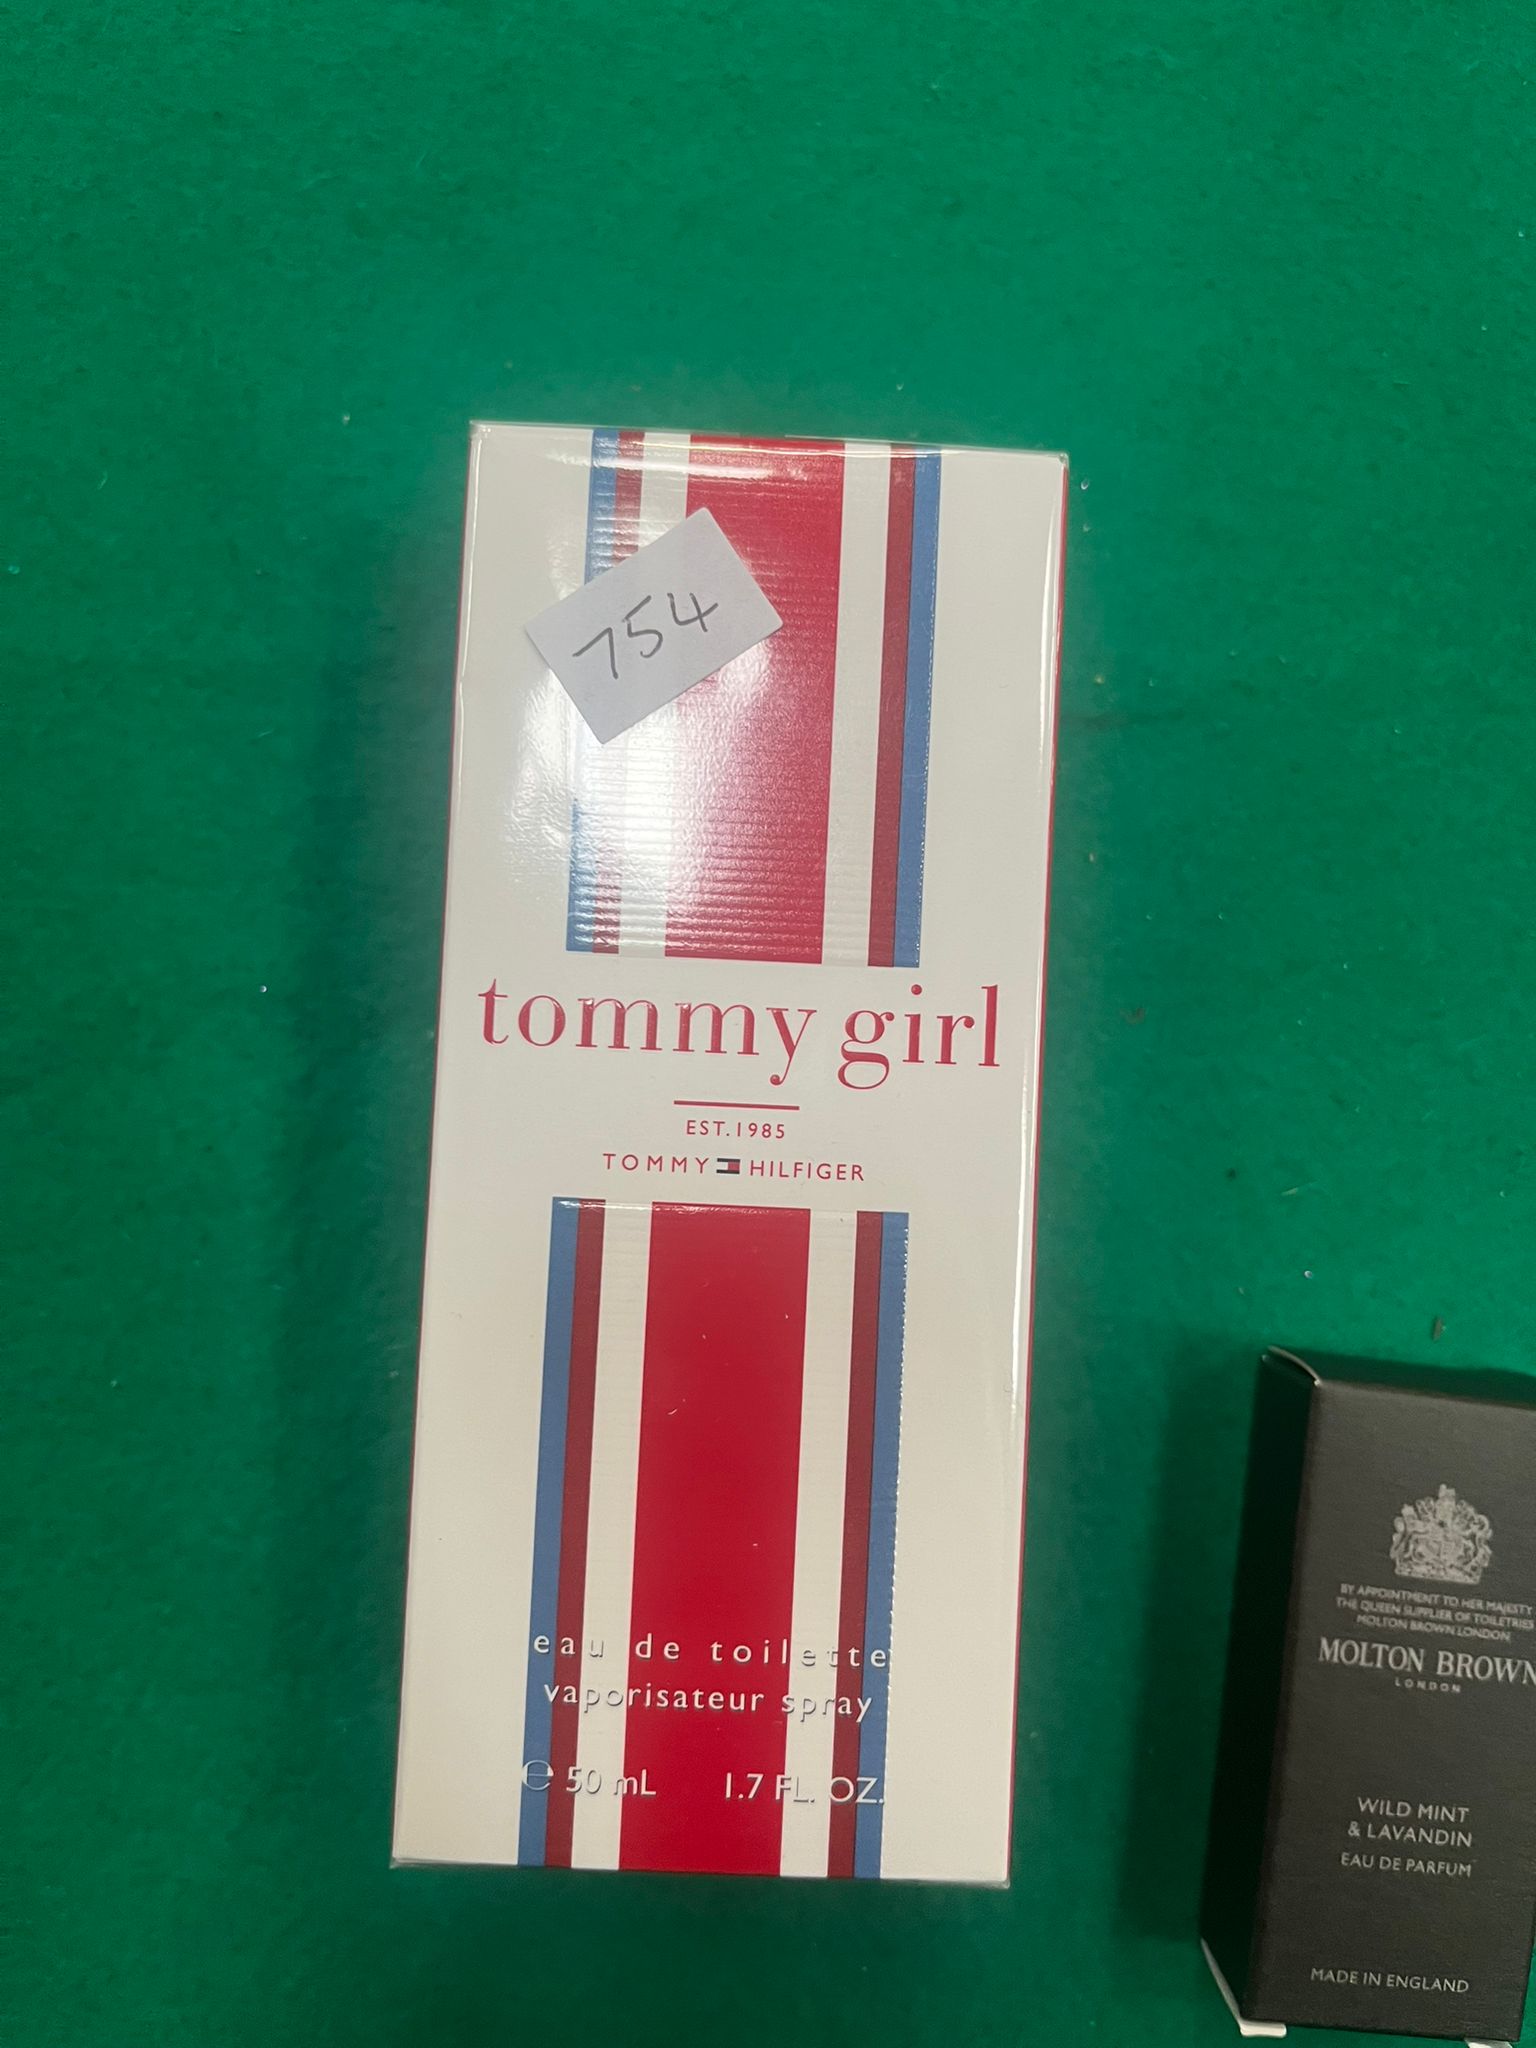 754
tommy girl
EST. 1985
TOMMY HILFIGER
eau de toilette
vaporisateur spray
℮ 50 mL 1.7 FL. OZ.
BY APPOINTMENT TO HER MAJESTY
THE QUEEN SUPPLIER OF TOILETRIES
MOLTON BROWN LONDON
MOLTON BROWN
LONDON
WILD MINT
& LAVANDIN
EAU DE PARFUM
MADE IN ENGLAND